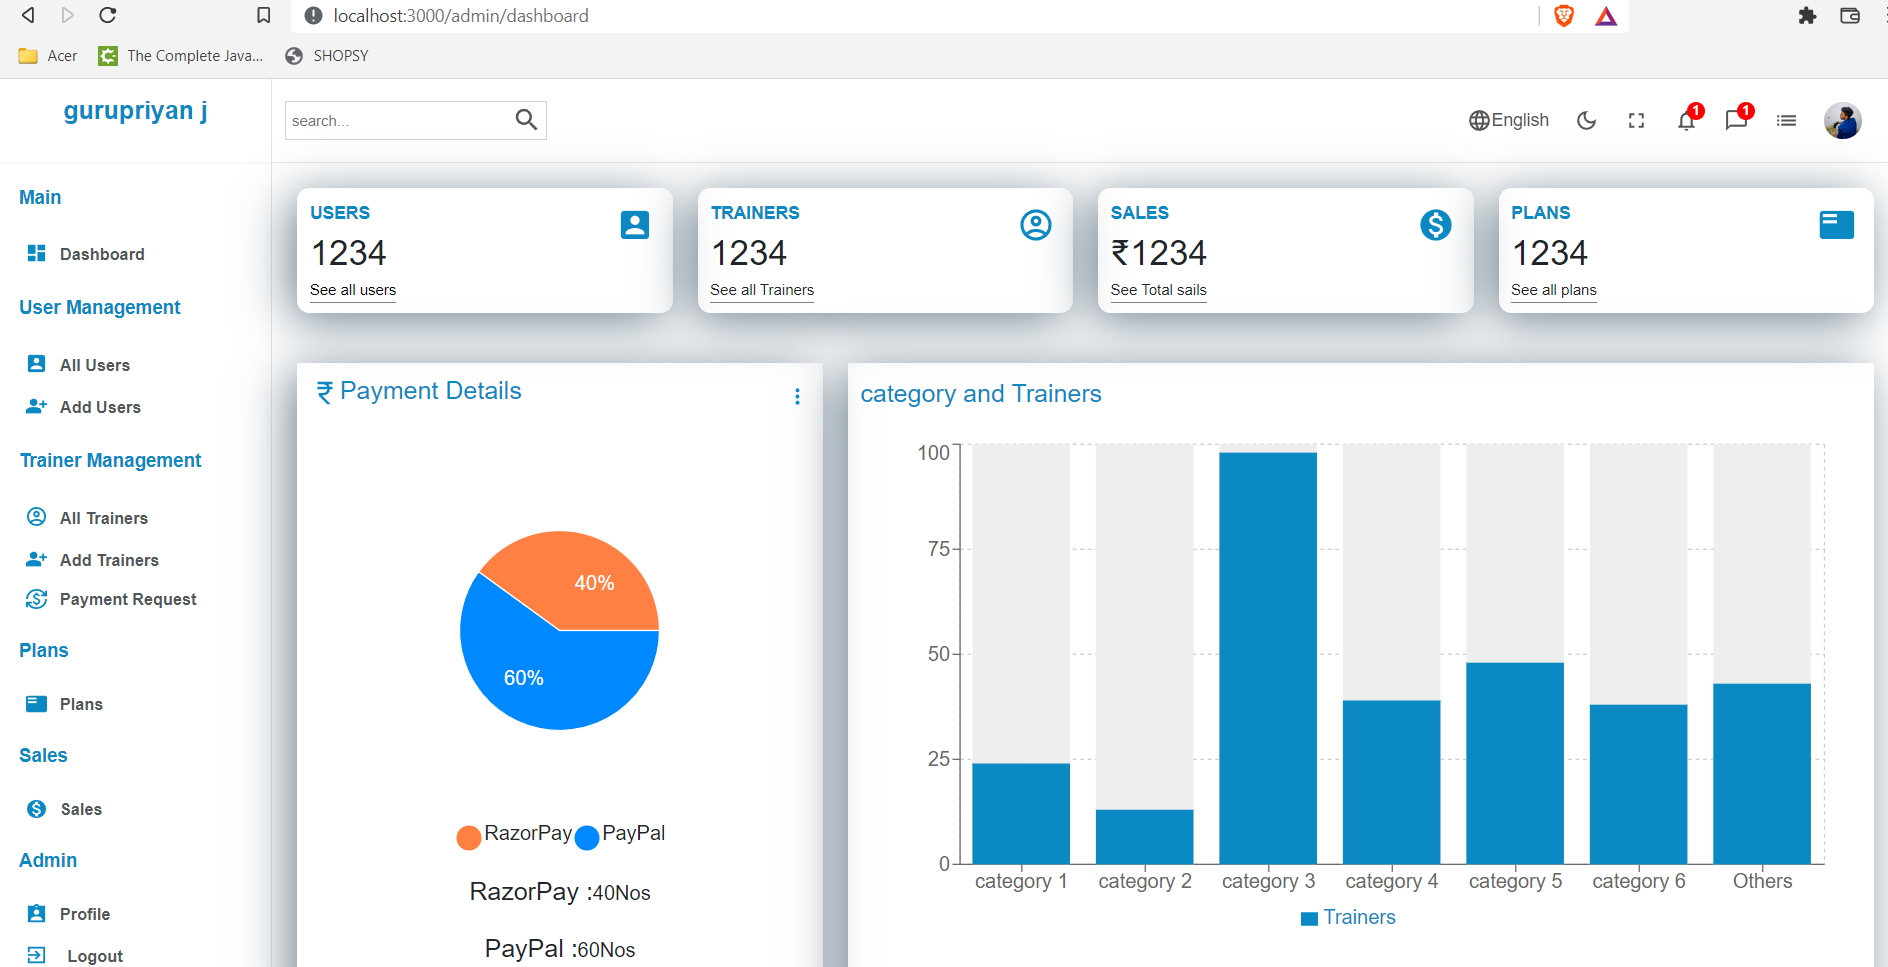 localhost:3000/admin/dashboard
Acer
The Complete Java...
SHOPSY
gurupriyan j
search...
English
1
1
Main
Dashboard
User Management
All Users
Add Users
Trainer Management
All Trainers
Add Trainers
Payment Request
Plans
Plans
Sales
Sales
Admin
Profile
Logout
USERS
1234
See all users
TRAINERS
1234
See all Trainers
SALES
₹1234
See Total sails
PLANS
1234
See all plans
₹ Payment Details
40%
60%
RazorPay PayPal
RazorPay :40Nos
PayPal :60Nos
category and Trainers
100
75
50
25
0
category 1 category 2 category 3 category 4 category 5 category 6 Others
Trainers